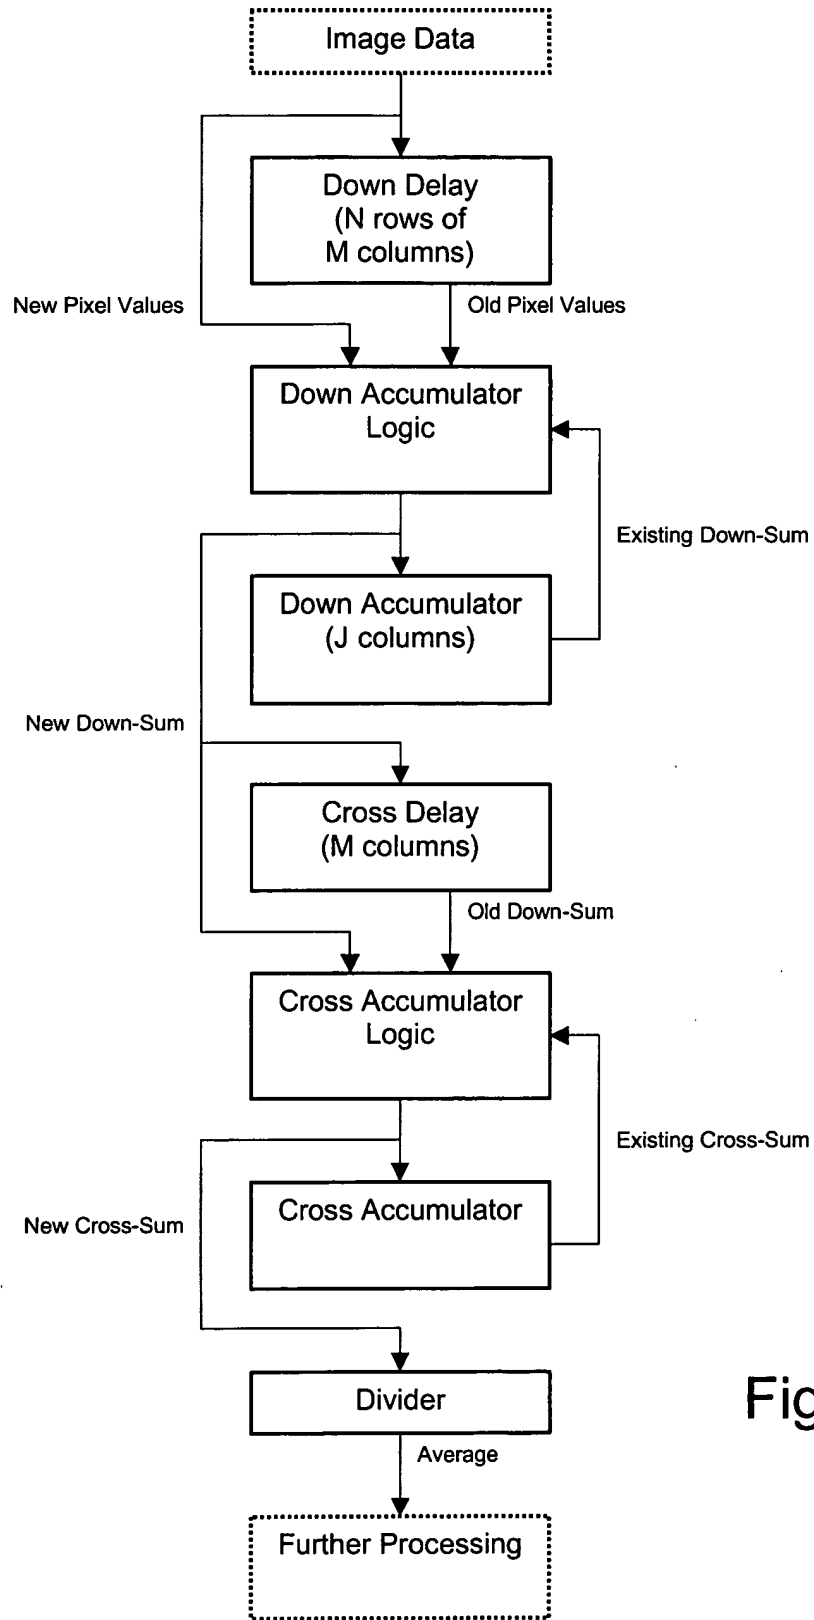 Image Data
Down Delay
(N rows of
M columns)
New Pixel Values
Old Pixel Values
Down Accumulator
Logic
Existing Down-Sum
Down Accumulator
(J columns)
New Down-Sum
Cross Delay
(M columns)
Old Down-Sum
Cross Accumulator
Logic
Existing Cross-Sum
Cross Accumulator
New Cross-Sum
Divider
Average
Further Processing